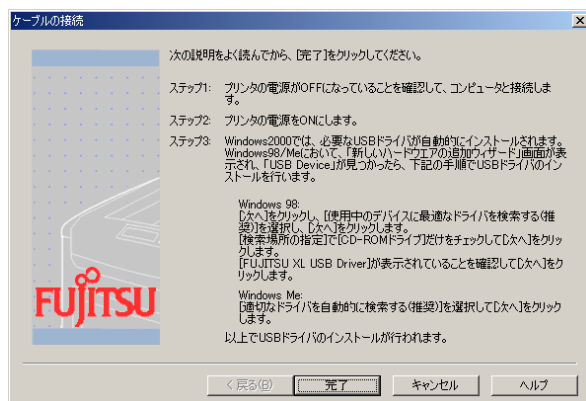 ケーブルの接続
次の説明をよく読んでから、[完了]をクリックしてください。
ステップ1: プリンタの電源がOFFになっていることを確認して、コンピュータと接続しま
す。
ステップ2: プリンタの電源をONにします。
ステップ3: Windows2000では、必要なUSBドライバが自動的にインストールされます。
Windows98/Meにおいて、「新しいハードウェアの追加ウィザード」画面が表
示され、「USB Device」が見つかったら、下記の手順でUSBドライバのイン
ストールを行います。
Windows 98:
[次へ]をクリックし、[使用中のデバイスに最適なドライバを検索する(推
奨)]を選択し、[次へ]をクリックします。
[検索場所の指定]で[CD-ROMドライブ]だけをチェックして[次へ]をクリッ
クします。
[FUJITSU XL USB Driver]が表示されていることを確認して[次へ]をク
リックします。
Windows Me:
[適切なドライバを自動的に検索する(推奨)]を選択して[次へ]をクリック
します。
以上でUSBドライバのインストールが行われます。
FUJITSU
< 戻る(B) 完了 キャンセル ヘルプ